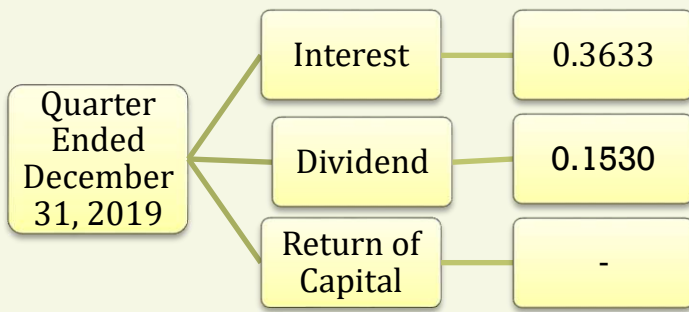 Quarter
Ended
December
31, 2019
Interest
0.3633
Dividend
0.1530
Return of
Capital
-